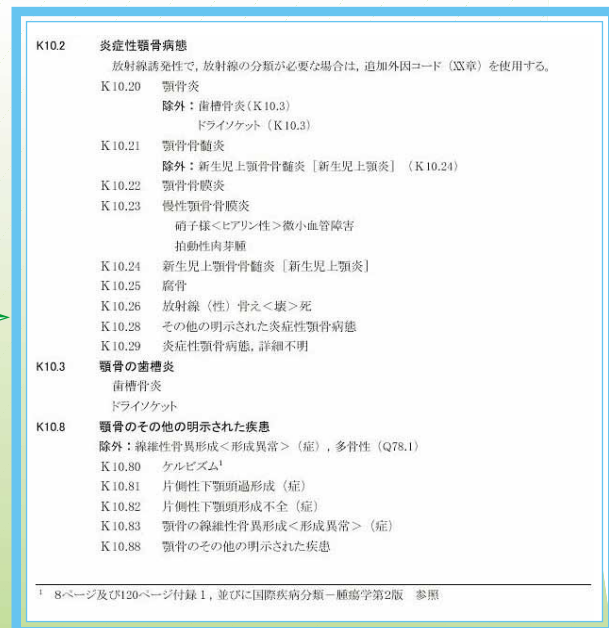 K10.2 炎症性顎骨病態
放射線誘発性で，放射線の分類が必要な場合は，追加外因コード（XX章）を使用する。
K10.20 顎骨炎
除外：歯槽骨炎（K10.3）
ドライソケット（K10.3）
K10.21 顎骨骨髄炎
除外：新生児上顎骨骨髄炎［新生児上顎炎］（K10.24）
K10.22 顎骨骨膜炎
K10.23 慢性顎骨骨膜炎
硝子様<ヒアリン性>微小血管障害
拍動性肉芽腫
K10.24 新生児上顎骨骨髄炎［新生児上顎炎］
K10.25 腐骨
K10.26 放射線（性）骨え<壊>死
K10.28 その他の明示された炎症性顎骨病態
K10.29 炎症性顎骨病態，詳細不明
K10.3 顎骨の歯槽炎
歯槽骨炎
ドライソケット
K10.8 顎骨のその他の明示された疾患
除外：線維性骨異形成<形成異常>（症），多骨性（Q78.1）
K10.80 ケルビズム¹
K10.81 片側性下顎頭過形成（症）
K10.82 片側性下顎頭形成不全（症）
K10.83 顎骨の線維性骨異形成<形成異常>（症）
K10.88 顎骨のその他の明示された疾患
¹ 8ページ及び120ページ付録1，並びに国際疾病分類－腫瘍学第2版 参照